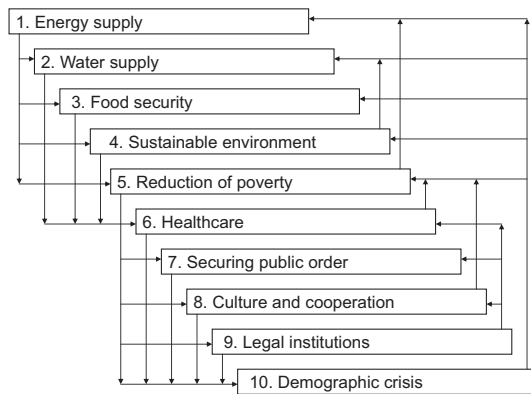 1. Energy supply
2. Water supply
3. Food security
4. Sustainable environment
5. Reduction of poverty
6. Healthcare
7. Securing public order
8. Culture and cooperation
9. Legal institutions
10. Demographic crisis